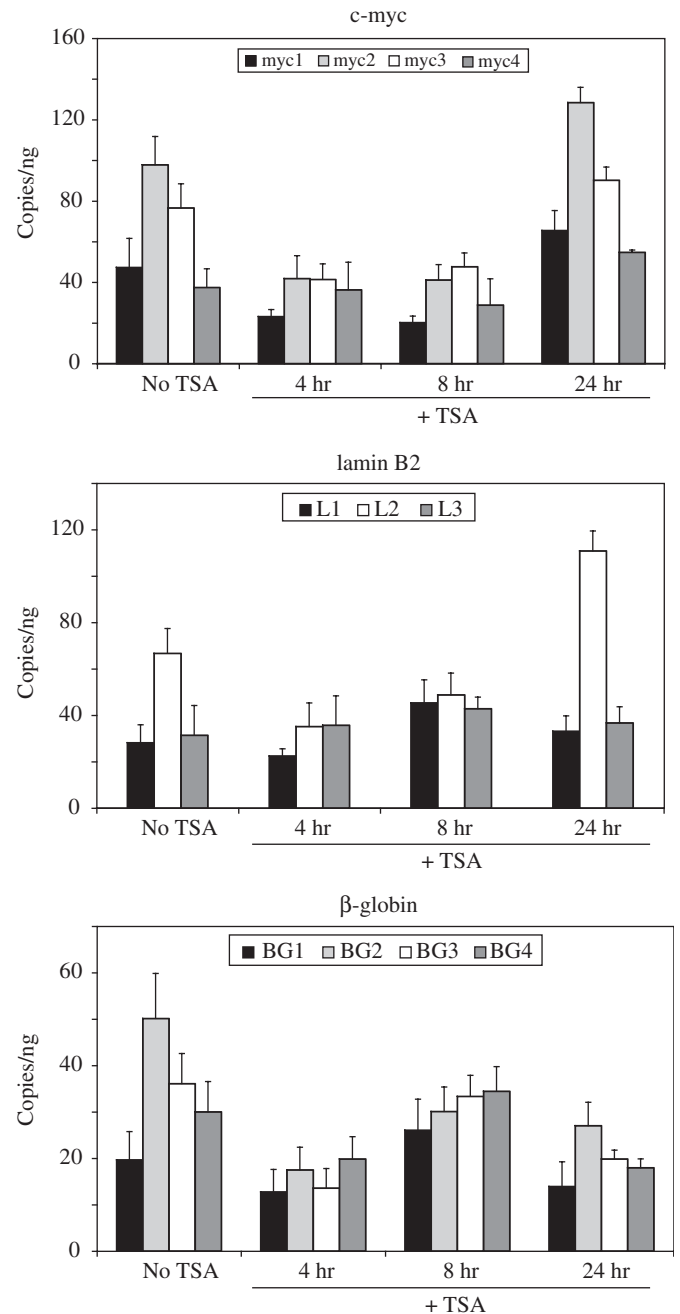 c-myc
160
myc1 myc2 myc3 myc4
120
80
40
0
Copies/ng
No TSA 4 hr 8 hr 24 hr
+ TSA
lamin B2
L1 L2 L3
120
80
40
0
Copies/ng
No TSA 4 hr 8 hr 24 hr
+ TSA
β-globin
BG1 BG2 BG3 BG4
60
40
20
0
Copies/ng
No TSA 4 hr 8 hr 24 hr
+ TSA